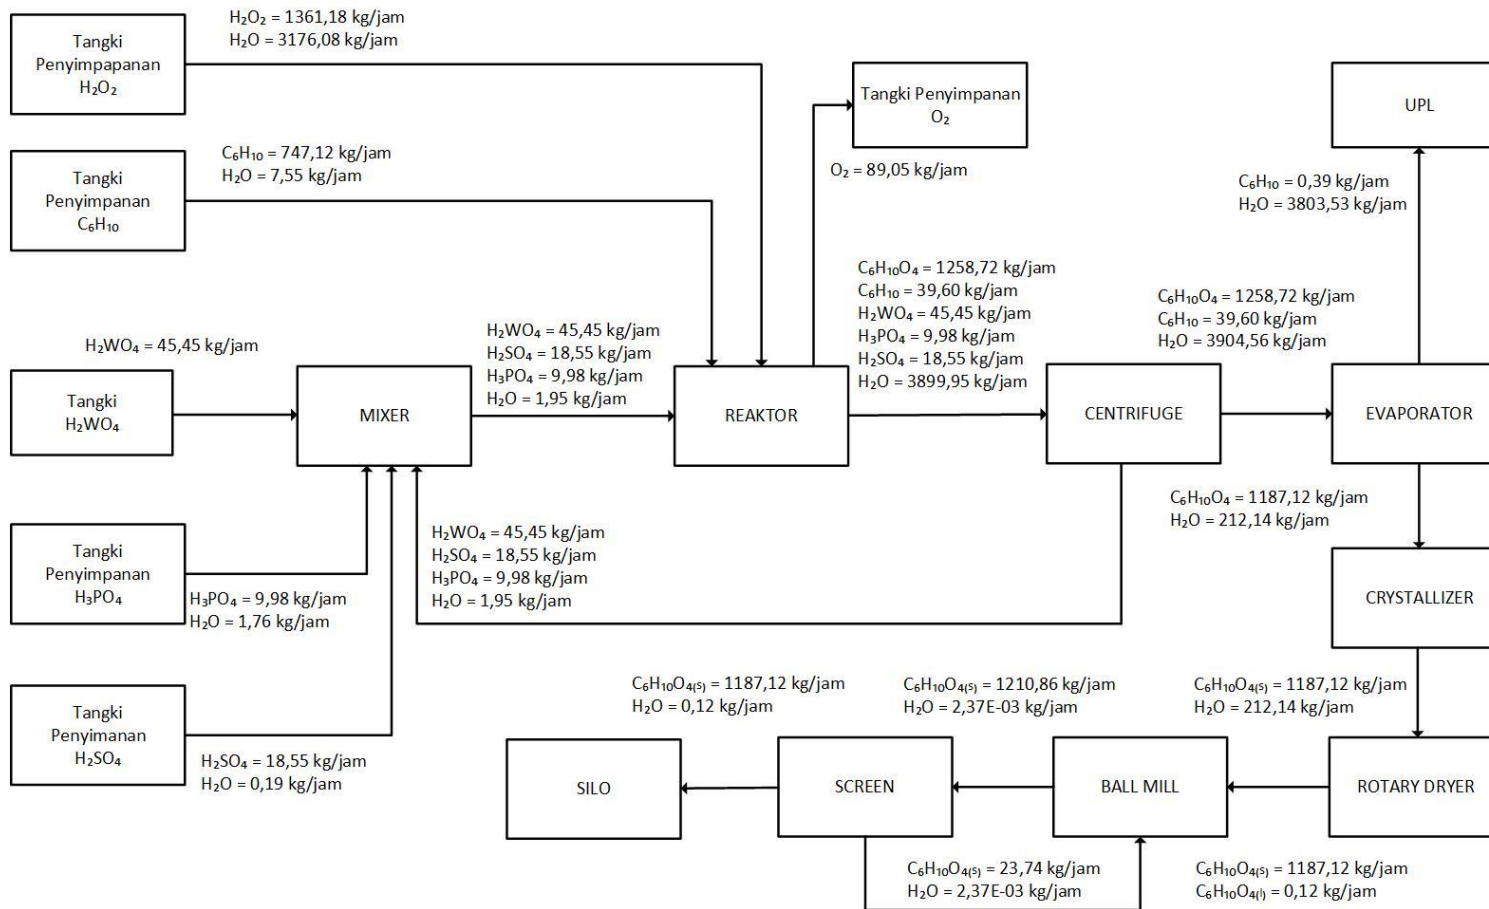 Tangki
Penyimpapanan
H₂O₂
H₂O₂ = 1361,18 kg/jam
H₂O = 3176,08 kg/jam
Tangki Penyimpanan
O₂
UPL
Tangki
Penyimpanan
C₆H₁₀
C₆H₁₀ = 747,12 kg/jam
H₂O = 7,55 kg/jam
O₂ = 89,05 kg/jam
C₆H₁₀ = 0,39 kg/jam
H₂O = 3803,53 kg/jam
C₆H₁₀O₄ = 1258,72 kg/jam
C₆H₁₀ = 39,60 kg/jam
H₂WO₄ = 45,45 kg/jam
H₃PO₄ = 9,98 kg/jam
H₂SO₄ = 18,55 kg/jam
H₂O = 3899,95 kg/jam
C₆H₁₀O₄ = 1258,72 kg/jam
C₆H₁₀ = 39,60 kg/jam
H₂O = 3904,56 kg/jam
H₂WO₄ = 45,45 kg/jam
H₂WO₄ = 45,45 kg/jam
H₂SO₄ = 18,55 kg/jam
H₃PO₄ = 9,98 kg/jam
H₂O = 1,95 kg/jam
Tangki
H₂WO₄
MIXER
REAKTOR
CENTRIFUGE
EVAPORATOR
C₆H₁₀O₄ = 1187,12 kg/jam
H₂O = 212,14 kg/jam
Tangki
Penyimpanan
H₃PO₄
H₃PO₄ = 9,98 kg/jam
H₂O = 1,76 kg/jam
H₂WO₄ = 45,45 kg/jam
H₂SO₄ = 18,55 kg/jam
H₃PO₄ = 9,98 kg/jam
H₂O = 1,95 kg/jam
CRYSTALLIZER
Tangki
Penyimanan
H₂SO₄
H₂SO₄ = 18,55 kg/jam
H₂O = 0,19 kg/jam
C₆H₁₀O₄₍ₛ₎ = 1187,12 kg/jam
H₂O = 0,12 kg/jam
C₆H₁₀O₄₍ₛ₎ = 1210,86 kg/jam
H₂O = 2,37E-03 kg/jam
C₆H₁₀O₄₍ₛ₎ = 1187,12 kg/jam
H₂O = 212,14 kg/jam
SILO
SCREEN
BALL MILL
ROTARY DRYER
C₆H₁₀O₄₍ₛ₎ = 23,74 kg/jam
H₂O = 2,37E-03 kg/jam
C₆H₁₀O₄₍ₛ₎ = 1187,12 kg/jam
C₆H₁₀O₄₍ₗ₎ = 0,12 kg/jam